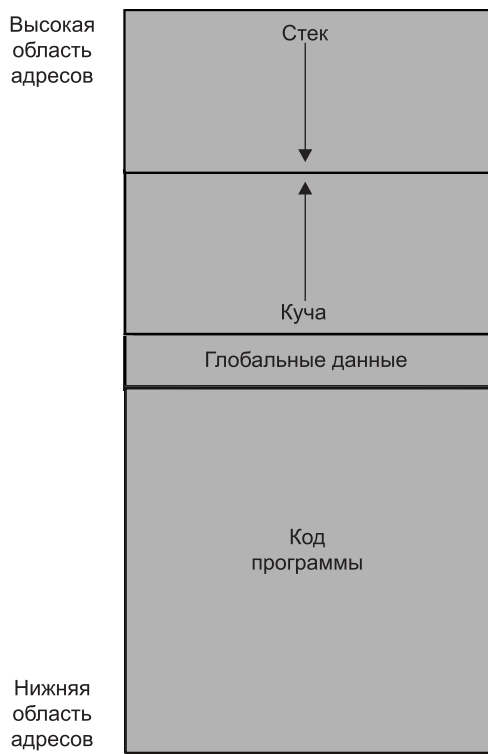 Высокая
область
адресов
Стек
Куча
Глобальные данные
Код
программы
Нижняя
область
адресов